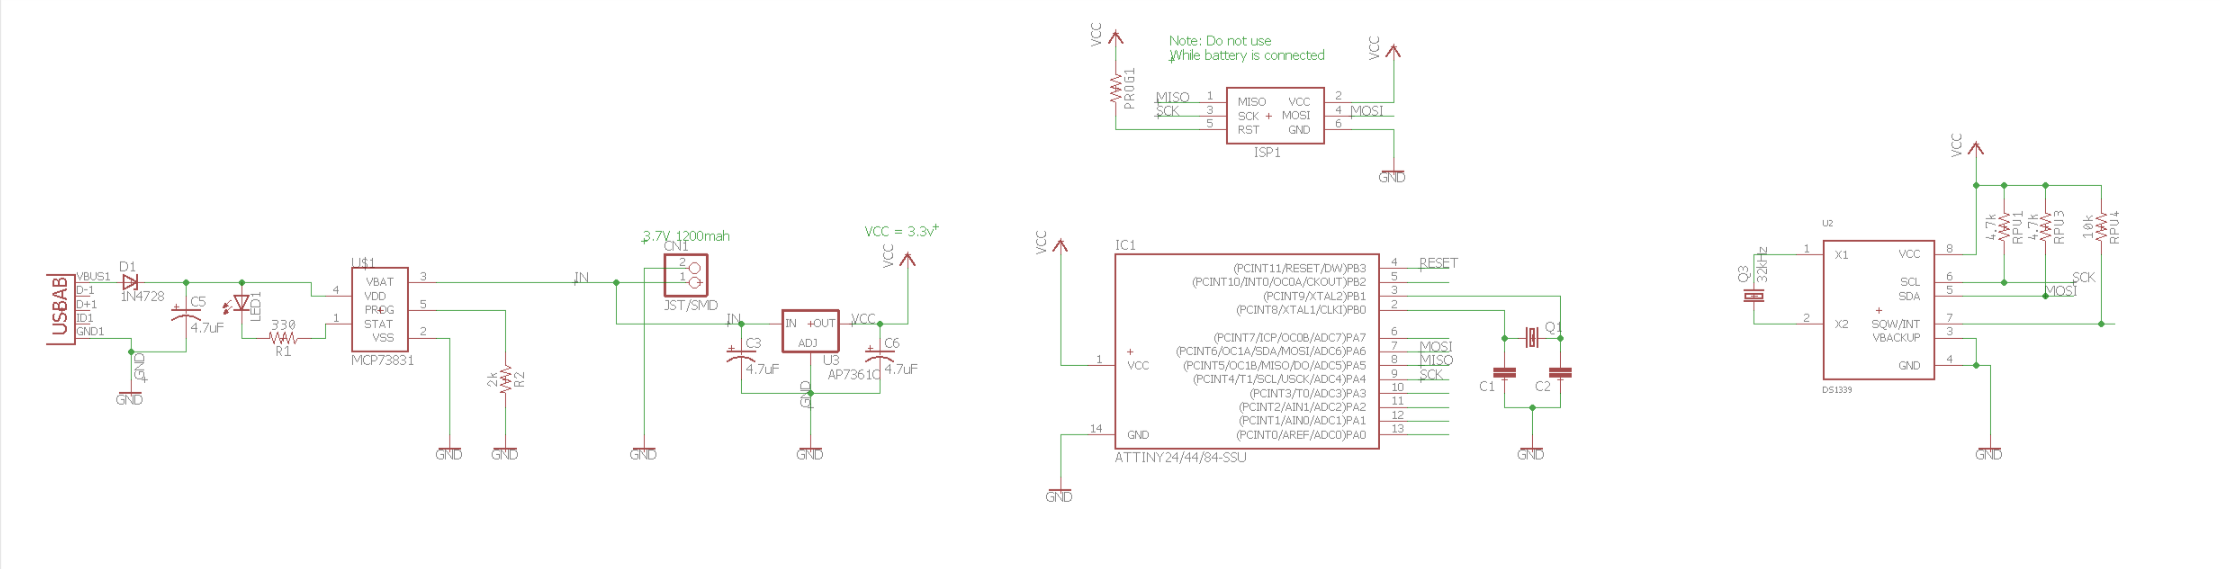 VCC
PROG1
Note: Do not use
While battery is connected
VCC
MISO
SCK
1
3
5
MISO
SCK
RST
VCC
MOSI
GND
2
4
6
MOSI
ISP1
GND
USBAB
VBUS1
D-1
D+1
ID1
GND1
D1
1N4728
GND
GND
C5
4.7uF
LED1
330
R1
U$1
4
1
VBAT
VDD
PROG
STAT
VSS
3
5
2
MCP73831
GND
2k
R2
GND
IN
3.7V 1200mah
CN1
2
1
JST/SMD
GND
IN
C3
4.7uF
IN
OUT
ADJ
U3
AP7361C
GND
GND
VCC
C6
4.7uF
VCC = 3.3v
VCC
VCC
IC1
1
VCC
14
GND
GND
(PCINT11/RESET/DW)PB3
4
RESET
(PCINT10/INT0/OC0A/CKOUT)PB2
5
(PCINT9/XTAL2)PB1
3
(PCINT8/XTAL1/CLKI)PB0
2
(PCINT7/ICP/OC0B/ADC7)PA7
6
(PCINT6/OC1A/SDA/MOSI/ADC6)PA6
7
MOSI
(PCINT5/OC1B/MISO/DO/ADC5)PA5
8
MISO
(PCINT4/T1/SCL/USCK/ADC4)PA4
9
SCK
(PCINT3/T0/ADC3)PA3
10
(PCINT2/AIN1/ADC2)PA2
11
(PCINT1/AIN0/ADC1)PA1
12
(PCINT0/AREF/ADC0)PA0
13
ATTINY24/44/84-SSU
Q1
C1
C2
GND
Q3
32kHz
U2
1
X1
2
X2
VCC
8
SCL
6
SCK
SDA
5
MOSI
SQW/INT
7
VBACKUP
3
GND
4
DS1339
VCC
4.7k
RPU1
4.7k
RPU3
10k
RPU4
GND